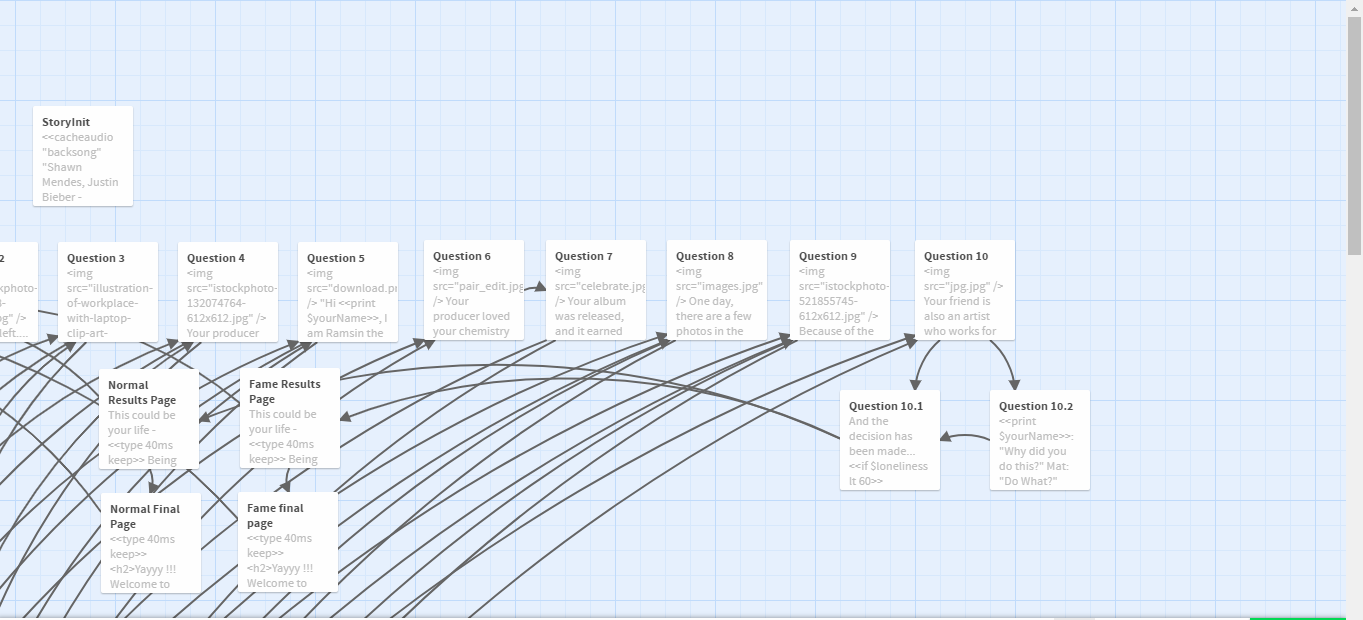 StoryInit
<<cacheaudio
"backsong"
"Shawn
Mendes, Justin
Bieber -
2
kphoto-
g" />
left...
Question 3
<img
src="illustration-
of-workplace-
with-laptop-
clip-art-
Question 4
<img
src="istockphoto-
132074764-
612x612.jpg" />
Your producer
Question 5
<img
src="download.pn
/> "Hi <<print
$yourName>>, I
am Ramsin the
Question 6
<img
src="pair_edit.jpg
/> Your
producer loved
your chemistry
Question 7
<img
src="celebrate.jpg
/> Your album
was released,
and it earned
Question 8
<img
src="images.jpg"
/> One day,
there are a few
photos in the
Question 9
<img
src="istockphoto-
521855745-
612x612.jpg" />
Because of the
Question 10
<img
src="jpg.jpg" />
Your friend is
also an artist
who works for
Normal
Results Page
This could be
your life -
<<type 40ms
keep>> Being
Fame Results
Page
This could be
your life -
<<type 40ms
keep>> Being
Question 10.1
And the
decision has
been made...
<<if $loneliness
lt 60>>
Question 10.2
<<print
$yourName>>:
"Why did you
do this?" Mat:
"Do What?"
Normal Final
Page
<<type 40ms
keep>>
<h2>Yayyy !!!
Welcome to
Fame final
page
<<type 40ms
keep>>
<h2>Yayyy !!!
Welcome to